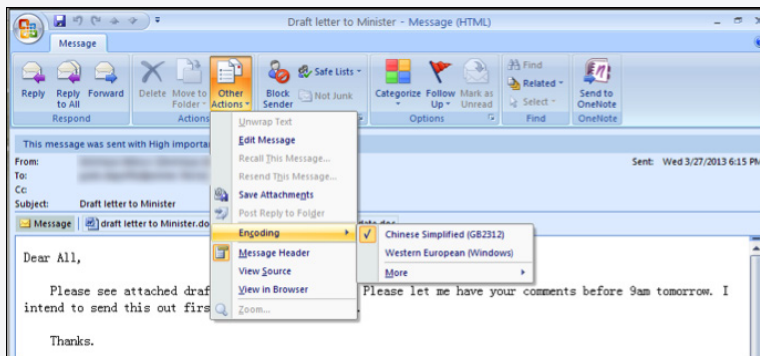 Draft letter to Minister - Message (HTML)
Message
Reply Reply to All Forward
Respond
Delete Move to Folder Other Actions
Actions
Block Sender Safe Lists Not Junk
Categorize Follow Up Mark as Unread
Options
Find Related Select
Find
Send to OneNote
OneNote
Unwrap Text
Edit Message
Recall This Message...
Resend This Message...
Save Attachments
Post Reply to Folder
Encoding
Message Header
View Source
View in Browser
Zoom...
Chinese Simplified (GB2312)
Western European (Windows)
More
This message was sent with High
From:
Sent: Wed 3/27/2013 6:15 PM
To:
Cc:
Subject: Draft letter to Minister
Message draft letter to Minister.do
Dear All,
Please see attached Please let me have your comments before 9am tomorrow. I
intend to send this out
Thanks.